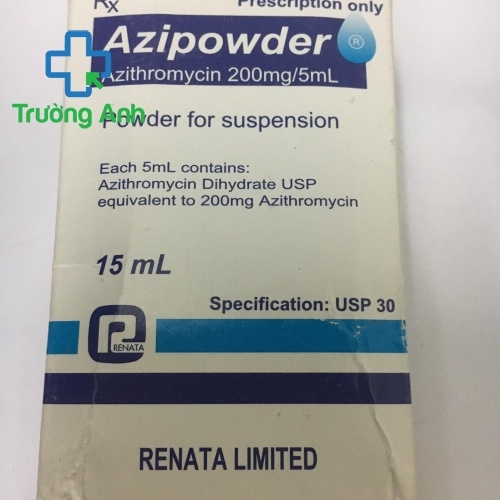 Rx
Prescription only
Azipowder ®
Azithromycin 200mg/5mL
Trường Anh
Powder for suspension
Each 5mL contains:
Azithromycin Dihydrate USP
equivalent to 200mg Azithromycin
15 mL
Specification: USP 30
RENATA
RENATA LIMITED